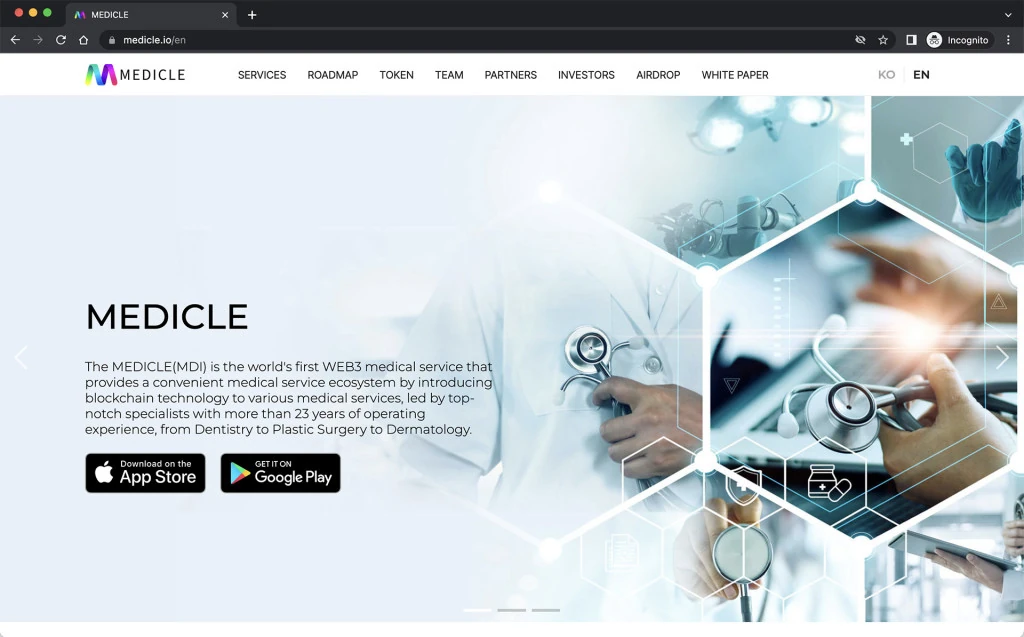 MEDICLE
medicle.io/en
Incognito
MEDICLE
SERVICES
ROADMAP
TOKEN
TEAM
PARTNERS
INVESTORS
AIRDROP
WHITE PAPER
KO
EN
MEDICLE
The MEDICLE(MDI) is the world's first WEB3 medical service that
provides a convenient medical service ecosystem by introducing
blockchain technology to various medical services, led by top-
notch specialists with more than 23 years of operating
experience, from Dentistry to Plastic Surgery to Dermatology.
Download on the
App Store
GET IT ON
Google Play